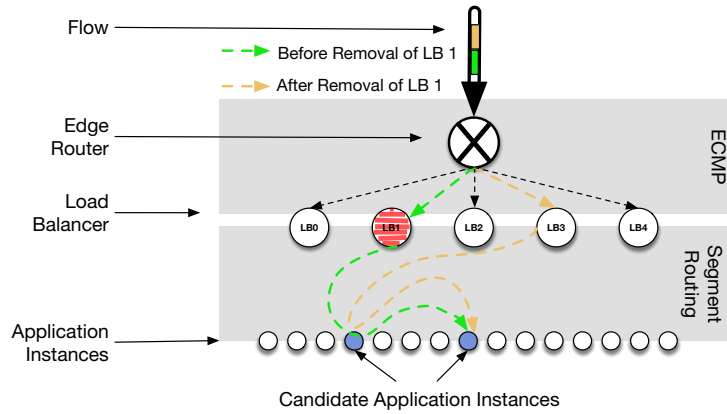 Flow
Before Removal of LB 1
After Removal of LB 1
Edge
Router
ECMP
Load
Balancer
LB0
LB1
LB2
LB3
LB4
Segment
Routing
Application
Instances
Candidate Application Instances